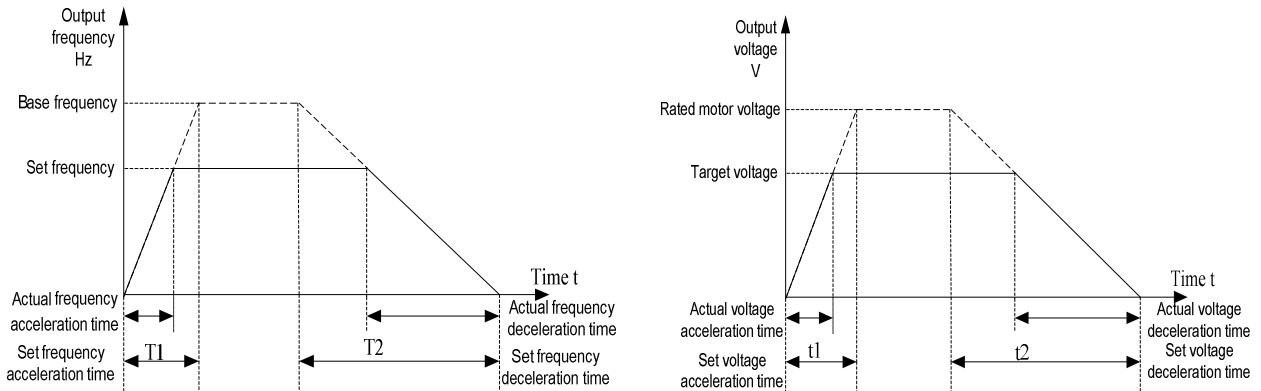 Output
frequency
Hz
Base frequency
Set frequency
Time t
Actual frequency
acceleration time
Actual frequency
deceleration time
Set frequency
acceleration time
T1
T2
Set frequency
deceleration time
Output
voltage
V
Rated motor voltage
Target voltage
Time t
Actual voltage
acceleration time
Actual voltage
deceleration time
Set voltage
acceleration time
t1
t2
Set voltage
deceleration time